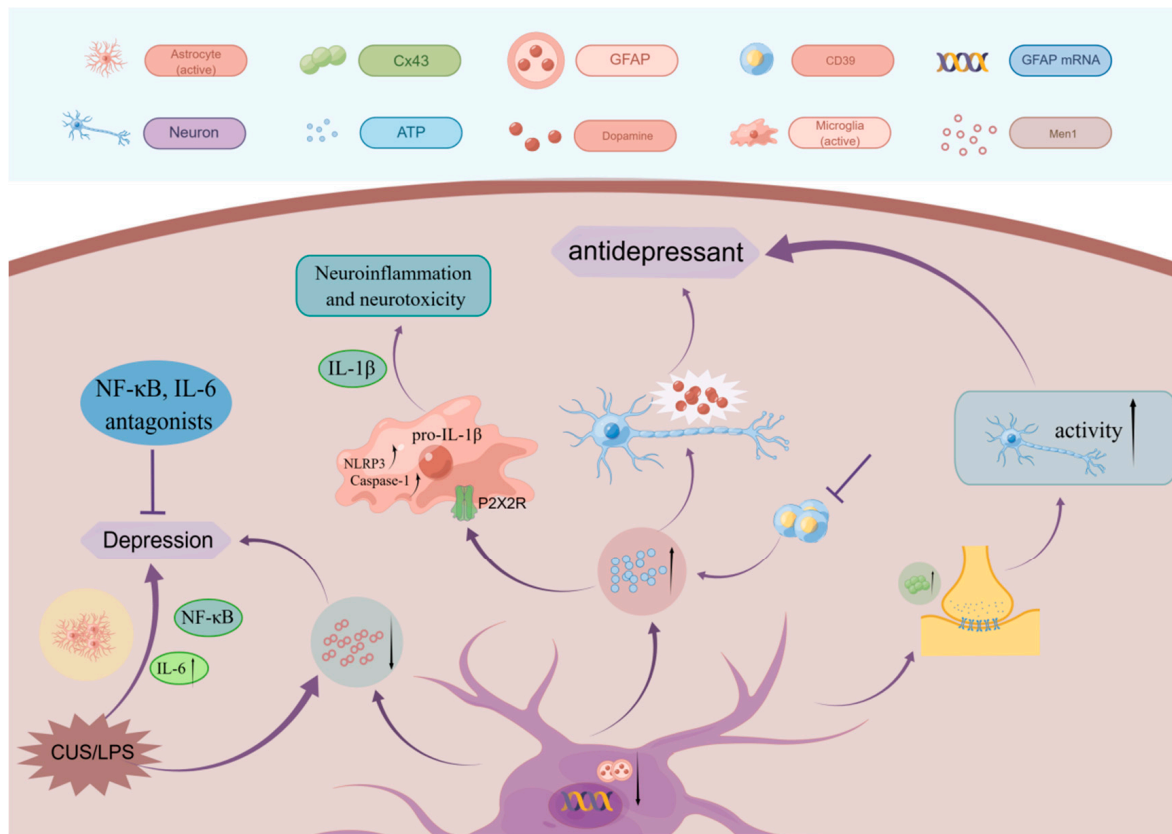 Astrocyte
(active)
Cx43
GFAP
CD39
GFAP mRNA
Neuron
ATP
Dopamine
Microglia
(active)
Men1
antidepressant
Neuroinflammation
and neurotoxicity
IL-1β
NF-κB, IL-6
antagonists
pro-IL-1β
NLRP3
Caspase-1
P2X2R
activity
Depression
NF-κB
IL-6
CUS/LPS